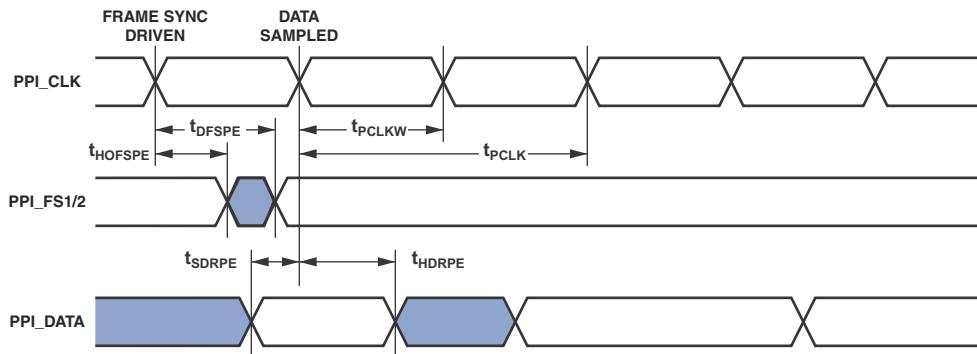 FRAME SYNC
DRIVEN
DATA
SAMPLED
PPI_CLK
tDFSPE
tPCLKW
tHOFSPE
tPCLK
PPI_FS1/2
tSDRPE
tHDRPE
PPI_DATA